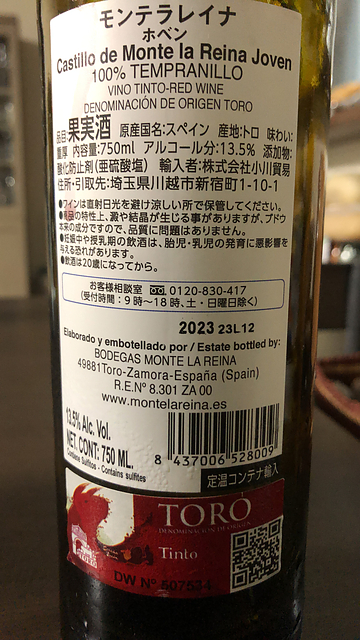 モンテラレイナ
ホベン
Castillo de Monte la Reina Joven
100% TEMPRANILLO
VINO TINTO-RED WINE
DENOMINACIÓN DE ORIGEN TORO
品目:果実酒 原産国名:スペイン 産地:トロ 味わい:
重厚 内容量:750ml アルコール分:13.5% 添加物:
酸化防止剤(亜硫酸塩) 輸入者:株式会社小川貿易
住所・引取先:埼玉県川越市新宿町1-10-1
●ワインは直射日光を避け涼しい所で保管してください。
●商品の特性上、澱や結晶が生じる事がありますが、ブドウ
本来の成分ですので、品質に問題はありません。
●妊娠中や授乳期の飲酒は、胎児・乳児の発育に悪影響を
与える恐れがあります。
●飲酒は20歳になってから。
お客様相談室 0120-830-417
(受付時間:9時〜18時、土・日曜日除く)
2023 23L12
Elaborado y embotellado por / Estate bottled by:
BODEGAS MONTE LA REINA
49881Toro-Zamora-España (Spain)
R.E.Nº 8.301 ZA 00
www.montelareina.es
13.5% Alc. Vol.
NET. CONT: 750 ML.
Contiene Sulfitos - Contains sulfites
8 437006 528009
定温コンテナ輸入
TORO
DENOMINACIÓN DE ORIGEN
Tinto
DW Nº 507534